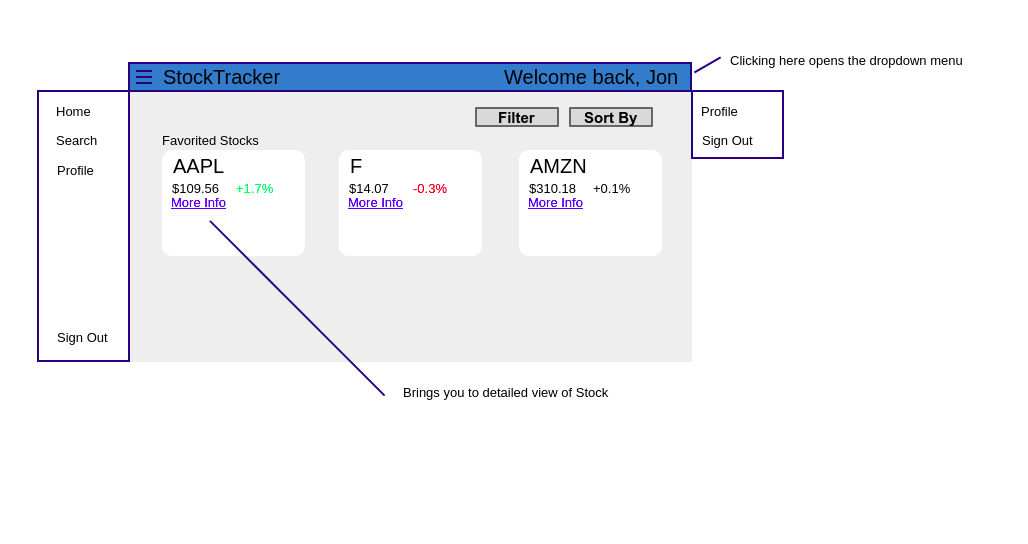 Clicking here opens the dropdown menu
StockTracker
Welcome back, Jon
Home
Search
Profile
Sign Out
Profile
Sign Out
Filter
Sort By
Favorited Stocks
AAPL
$109.56 +1.7%
More Info
F
$14.07 -0.3%
More Info
AMZN
$310.18 +0.1%
More Info
Brings you to detailed view of Stock